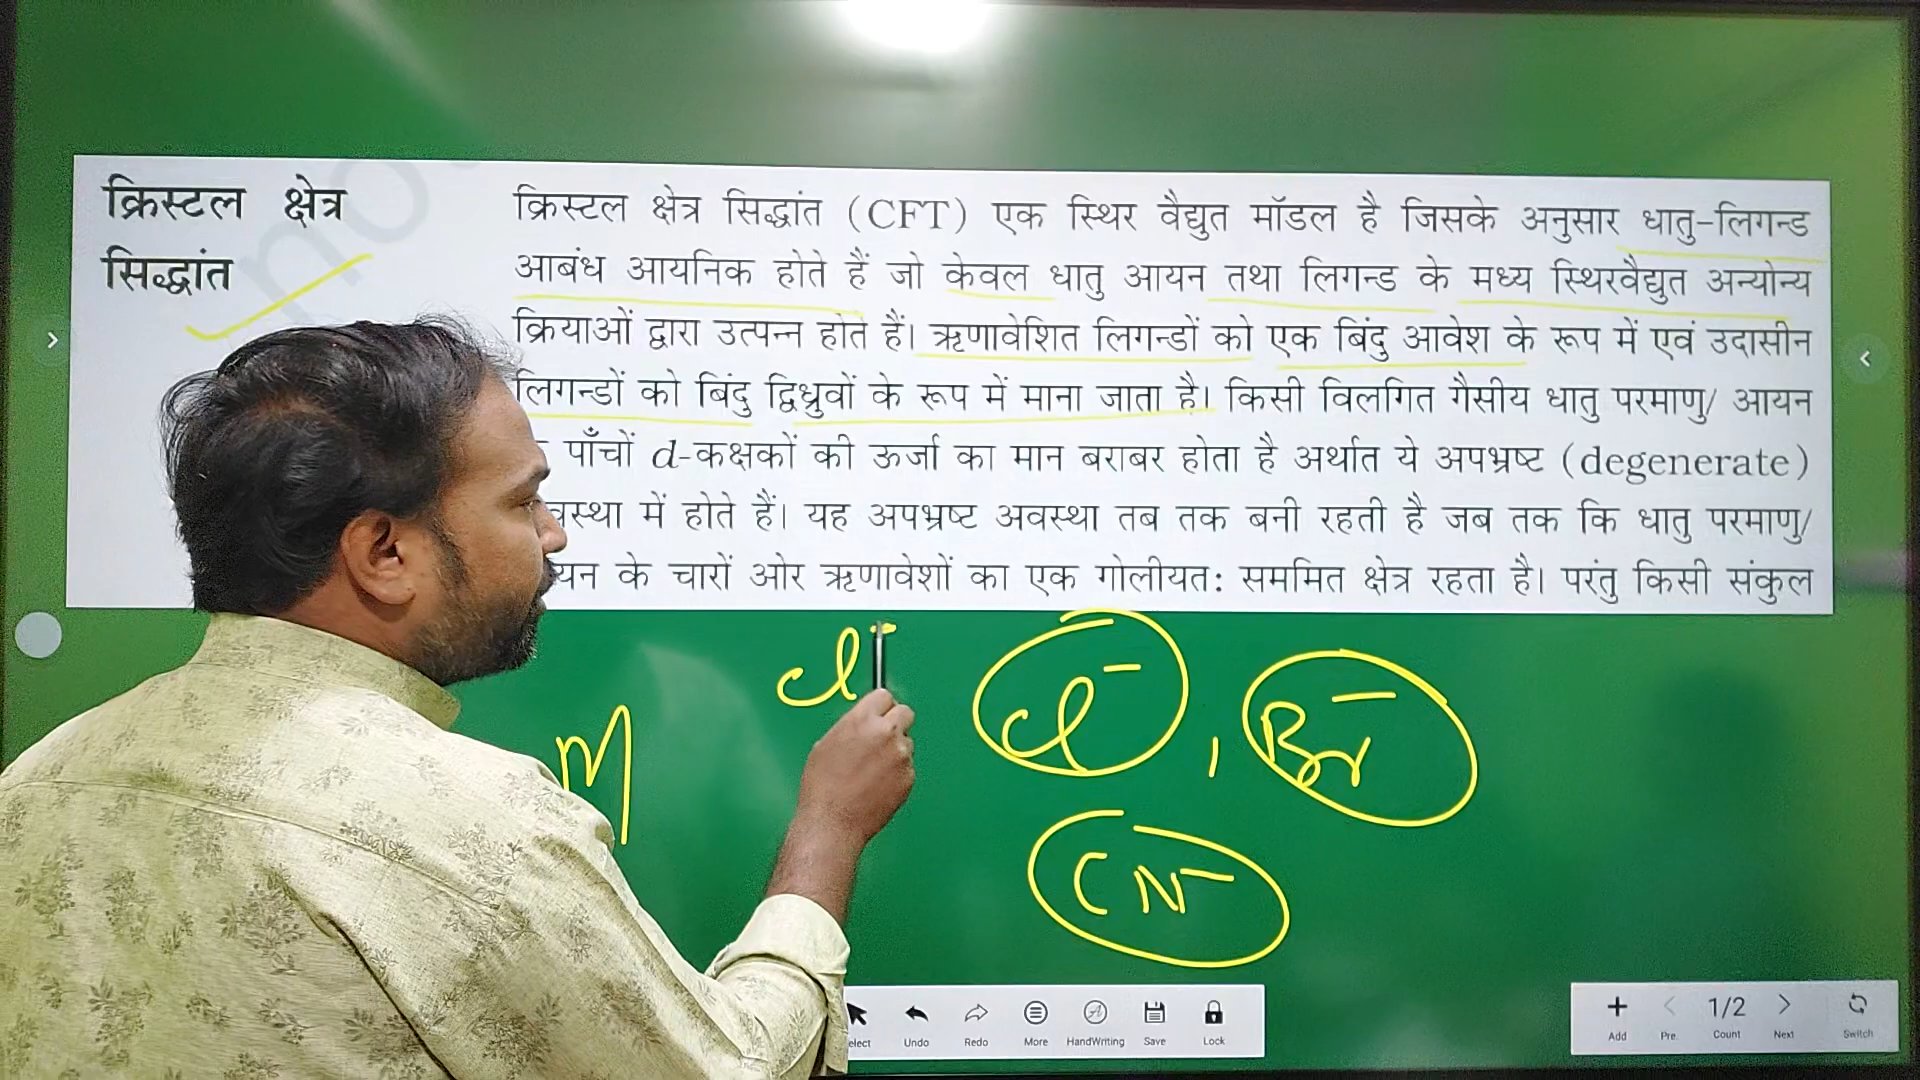 क्रिस्टल क्षेत्र
सिद्धांत
क्रिस्टल क्षेत्र सिद्धांत (CFT) एक स्थिर वैद्युत मॉडल है जिसके अनुसार धातु-लिगन्ड
आबंध आयनिक होते हैं जो केवल धातु आयन तथा लिगन्ड के मध्य स्थिरवैद्युत अन्योन्य
क्रियाओं द्वारा उत्पन्न होते हैं। ऋणावेशित लिगन्डों को एक बिंदु आवेश के रूप में एवं उदासीन
लिगन्डों को बिंदु द्विध्रुवों के रूप में माना जाता है। किसी विलगित गैसीय धातु परमाणु/ आयन
पाँचों d-कक्षकों की ऊर्जा का मान बराबर होता है अर्थात ये अपभ्रष्ट (degenerate)
में होते हैं। यह अपभ्रष्ट अवस्था तब तक बनी रहती है जब तक कि धातु परमाणु/
के चारों ओर ऋणावेशों का एक गोलीयत: सममित क्षेत्र रहता है। परंतु किसी संकुल
Cl⁻ Cl⁻ , Br⁻
M
CN⁻
Undo Redo More HandWriting Save Lock
1/2
Add Pre. Count Next Switch